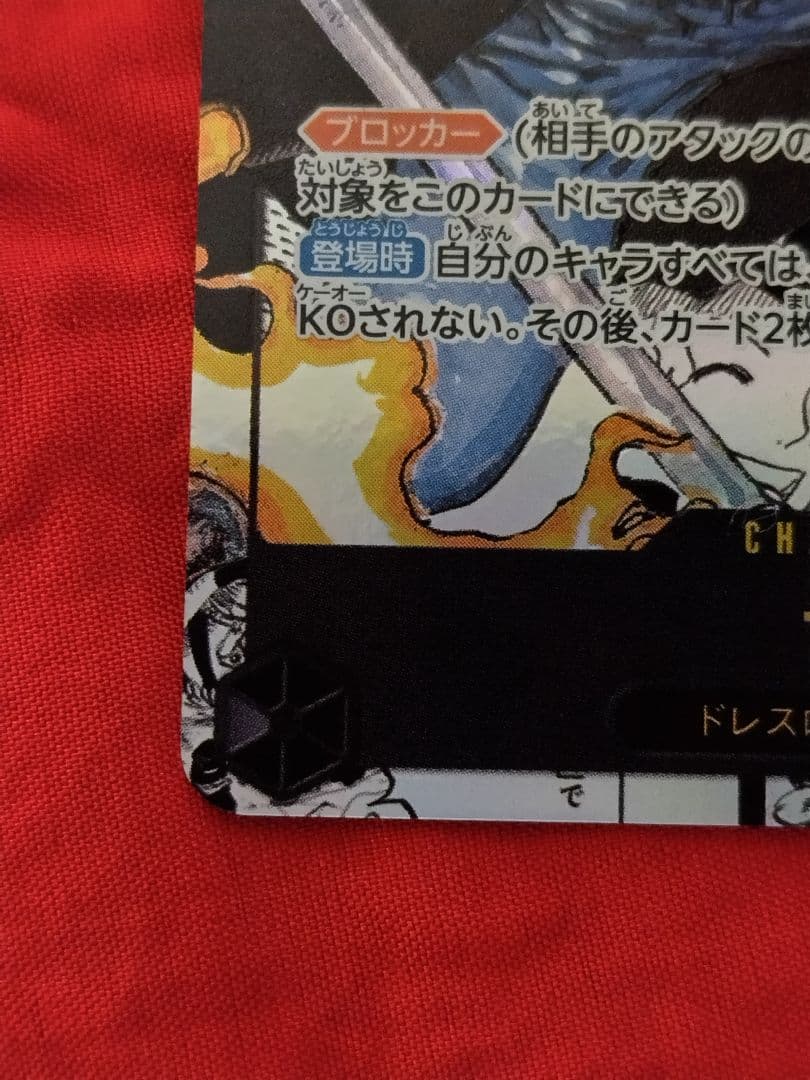 ブロッカー (相手のアタックの
対象をこのカードにできる)
登場時 自分のキャラすべては、
KOされない。その後、カード2枚
CH
ドレスロ
で